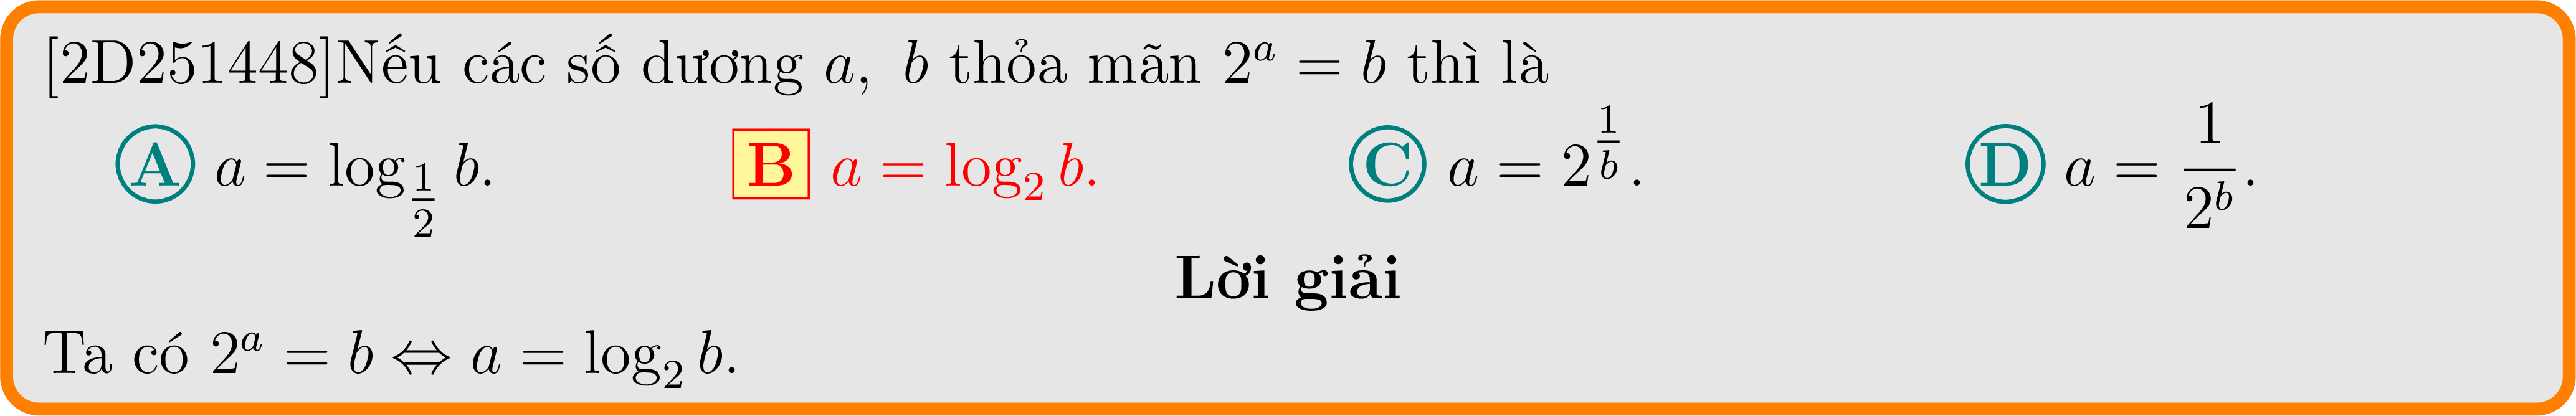 [2D251448]Nếu các số dương a, b thỏa mãn $2^a = b$ thì là
A $a = \log_{\frac{1}{2}} b.$ B $a = \log_2 b.$ C $a = 2^{\frac{1}{b}}.$ D $a = \frac{1}{2^b}.$
Lời giải
Ta có $2^a = b \Leftrightarrow a = \log_2 b.$